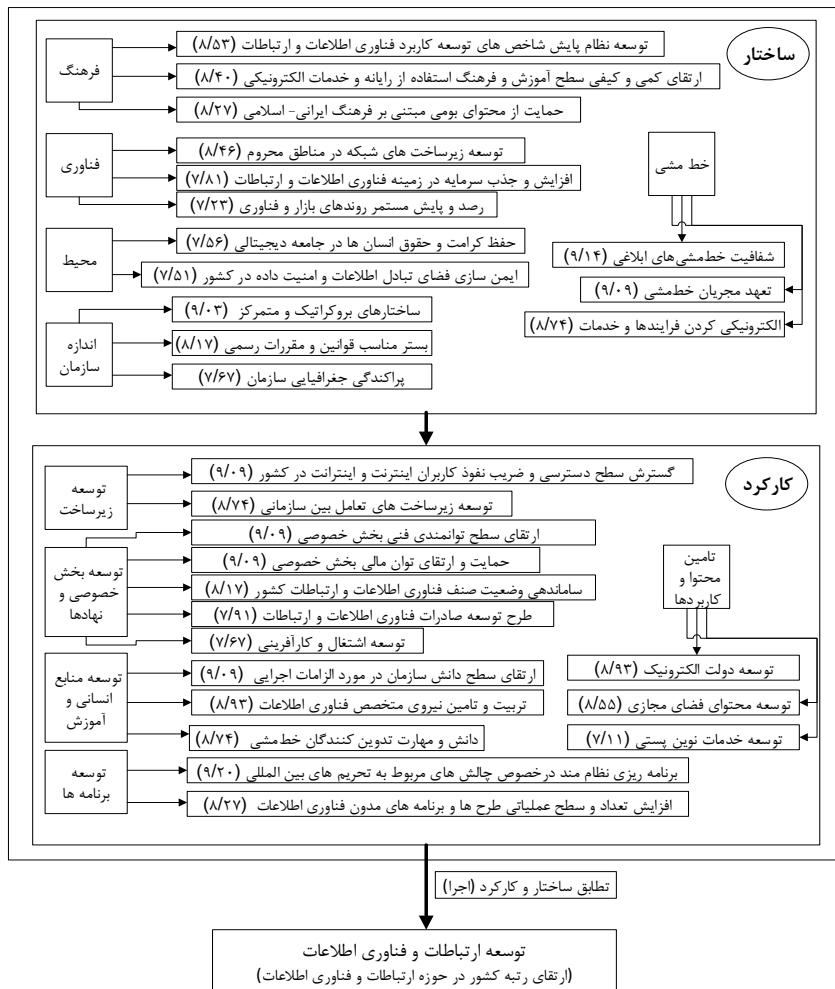 ساختار
فرهنگ
توسعه نظام پایش شاخص های توسعه کاربرد فناوری اطلاعات و ارتباطات (۸/۵۳)
ارتقای کمی و کیفی سطح آموزش و فرهنگ استفاده از رایانه و خدمات الکترونیکی (۸/۴۰)
حمایت از محتوای بومی مبتنی بر فرهنگ ایرانی- اسلامی (۸/۲۷)
فناوری
توسعه زیرساخت های شبکه در مناطق محروم (۸/۴۶)
افزایش و جذب سرمایه در زمینه فناوری اطلاعات و ارتباطات (۷/۸۱)
رصد و پایش مستمر روندهای بازار و فناوری (۷/۲۳)
محیط
حفظ کرامت و حقوق انسان ها در جامعه دیجیتالی (۷/۵۶)
ایمن سازی فضای تبادل اطلاعات و امنیت داده در کشور (۷/۵۱)
اندازه
سازمان
ساختارهای بروکراتیک و متمرکز (۹/۰۳)
بستر مناسب قوانین و مقررات رسمی (۸/۱۷)
پراکندگی جغرافیایی سازمان (۷/۶۷)
خط مشی
شفافیت خط‌مشی‌های ابلاغی (۹/۱۴)
تعهد مجریان خط‌مشی (۹/۰۹)
الکترونیکی کردن فرایندها و خدمات (۸/۷۴)
کارکرد
توسعه
زیرساخت
گسترش سطح دسترسی و ضریب نفوذ کاربران اینترنت و اینترانت در کشور (۹/۰۹)
توسعه زیرساخت های تعامل بین سازمانی (۸/۷۴)
توسعه بخش
خصوصی و
نهادها
ارتقای سطح توانمندی فنی بخش خصوصی (۹/۰۹)
حمایت و ارتقای توان مالی بخش خصوصی (۹/۰۹)
ساماندهی وضعیت صنف فناوری اطلاعات و ارتباطات کشور (۸/۱۷)
طرح توسعه صادرات فناوری اطلاعات و ارتباطات (۷/۹۱)
توسعه اشتغال و کارآفرینی (۷/۶۷)
توسعه منابع
انسانی و
آموزش
ارتقای سطح دانش سازمان در مورد الزامات اجرایی (۹/۰۹)
تربیت و تامین نیروی متخصص فناوری اطلاعات (۸/۹۳)
دانش و مهارت تدوین کنندگان خط‌مشی (۸/۷۴)
توسعه
برنامه ها
برنامه ریزی نظام مند درخصوص چالش های مربوط به تحریم های بین المللی (۹/۲۰)
افزایش تعداد و سطح عملیاتی طرح ها و برنامه های مدون فناوری اطلاعات (۸/۲۷)
تامین
محتوا و
کاربردها
توسعه دولت الکترونیک (۸/۹۳)
توسعه محتوای فضای مجازی (۸/۵۵)
توسعه خدمات نوین پستی (۷/۱۱)
تطابق ساختار و کارکرد (اجرا)
توسعه ارتباطات و فناوری اطلاعات
(ارتقای رتبه کشور در حوزه ارتباطات و فناوری اطلاعات)